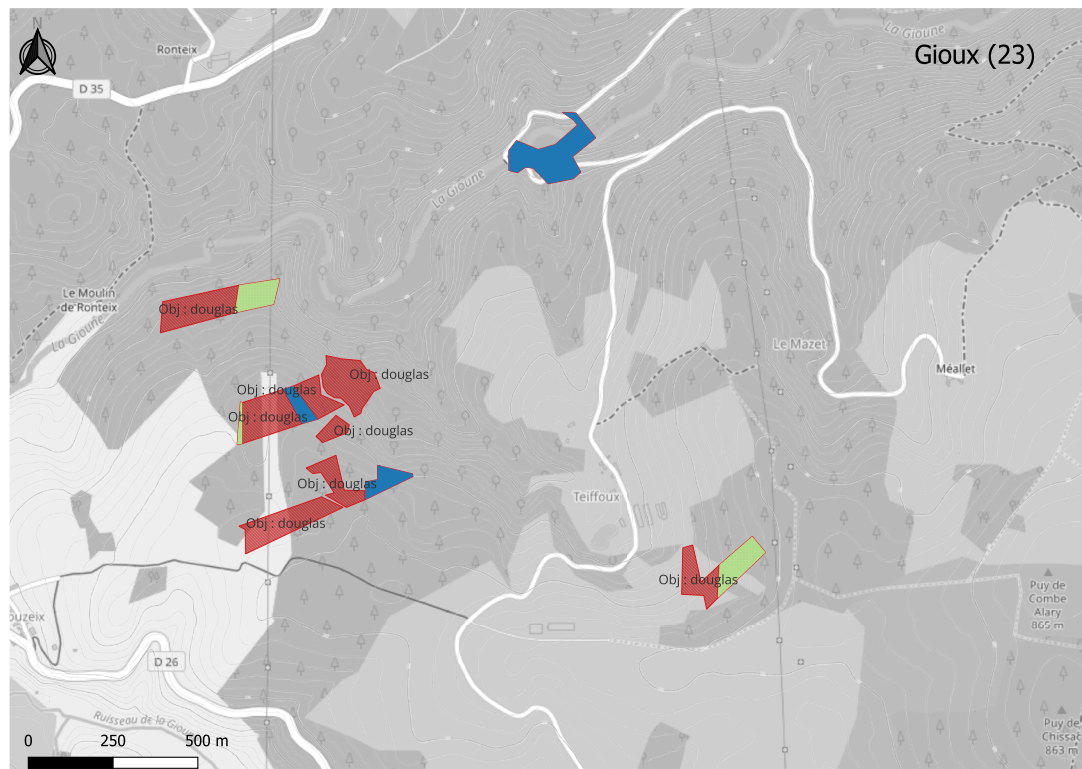 La Gioune
N
Ronteix
Gioux (23)
D 35
La Gioune
Obj : douglas
Le Moulin
de Ronteix
La Gioune
Le Mazet
Méallet
Obj : douglas
Obj : douglas
Obj : douglas
Obj : douglas
Obj : douglas
Teiffoux
Obj : douglas
Obj : douglas
Puy de
Combe
Alary
865 m
ouzeix
D 26
Ruisseau de la Gioun
Puy de
Chissac
863 m
0 250 500 m